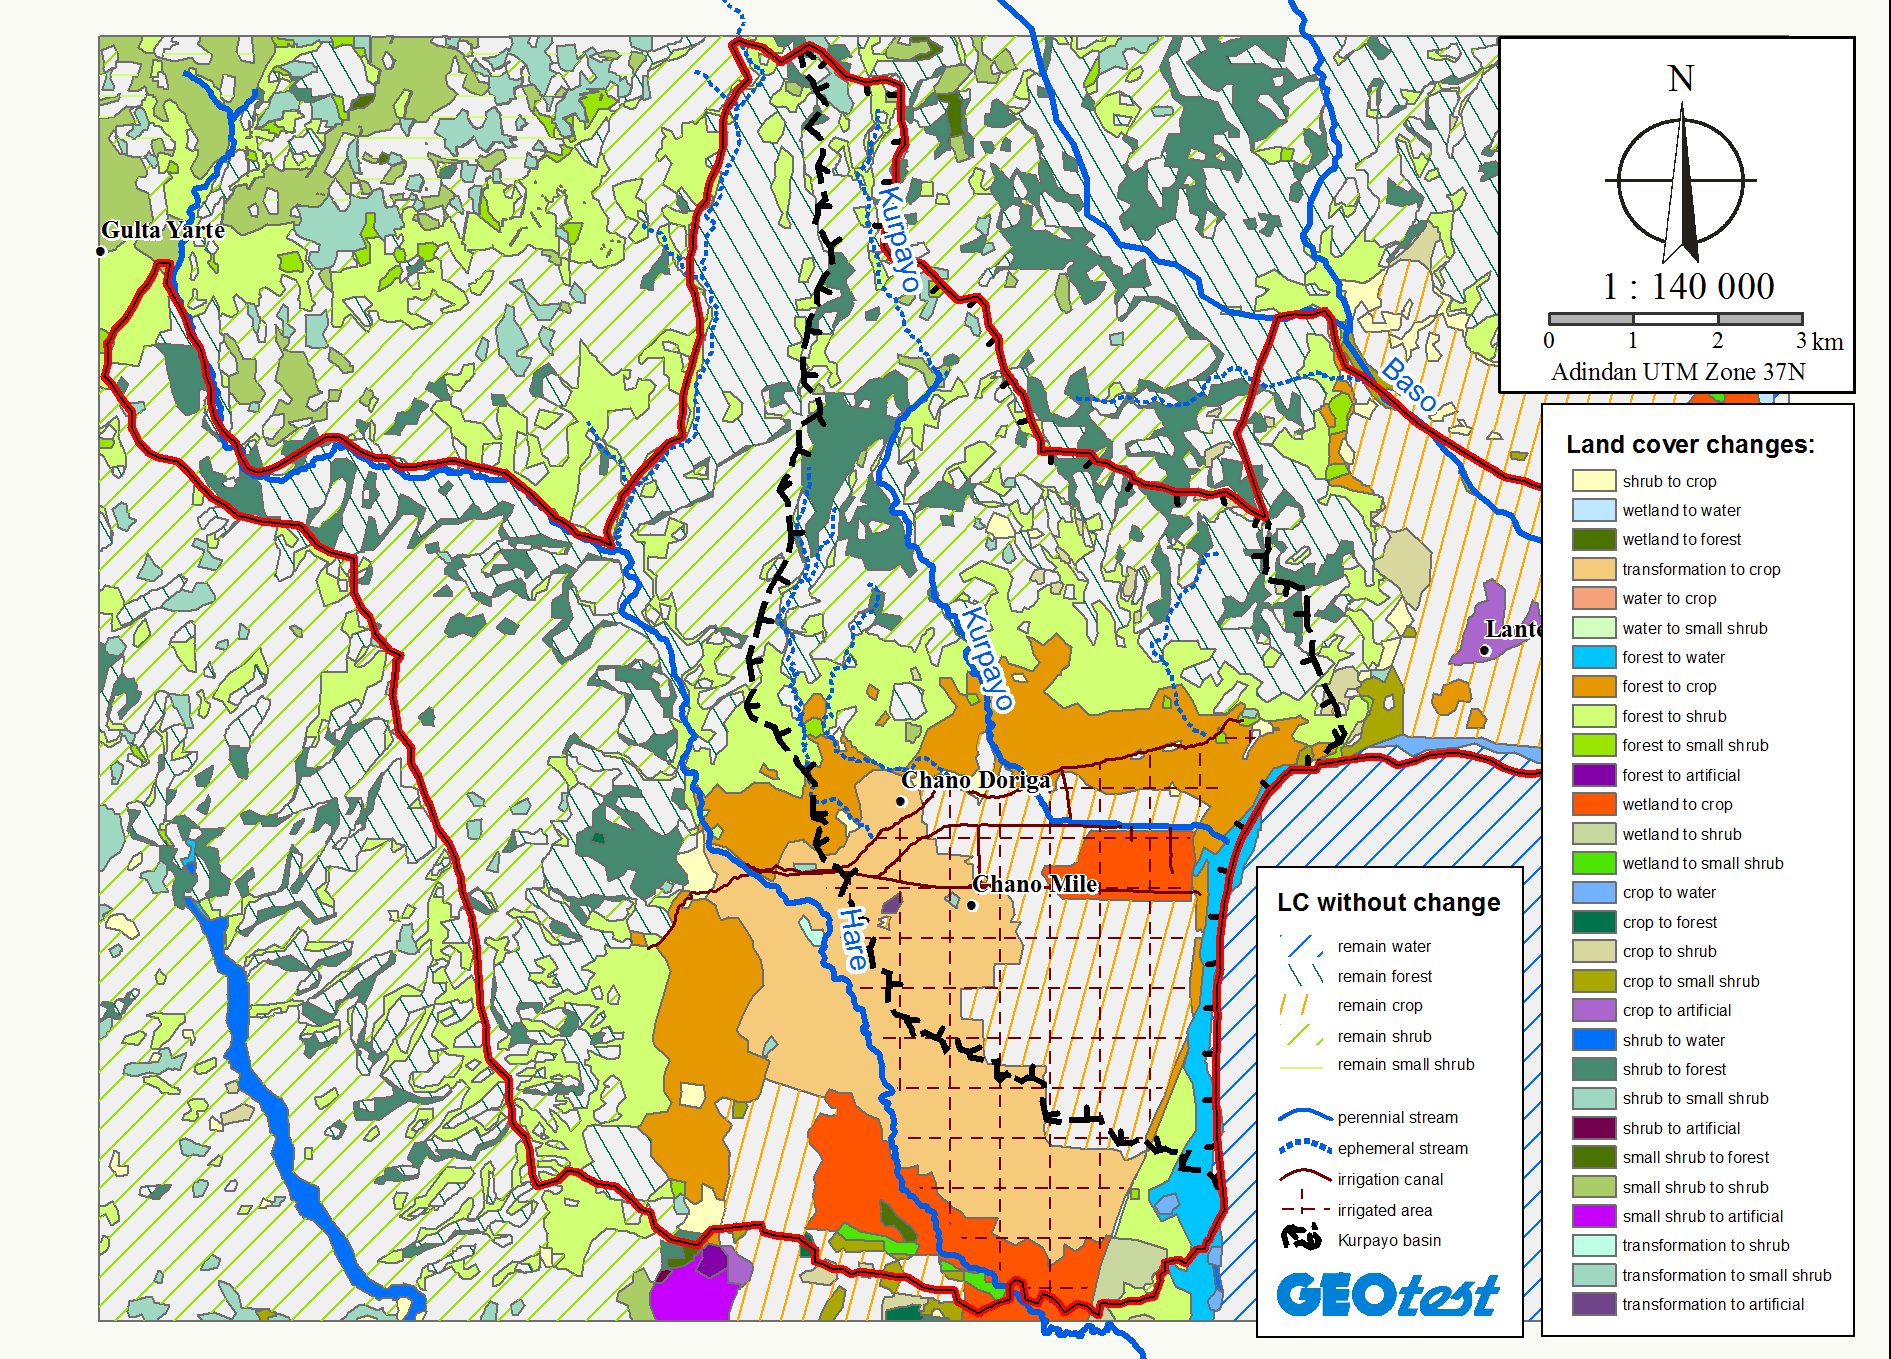 N
1 : 140 000
0 1 2 3 km
Adindan UTM Zone 37N
Gulta Yarte
Kurpayo
Baso
Kurpayo
Lante
Chano Doriga
Chano Mile
Hare
Land cover changes:
shrub to crop
wetland to water
wetland to forest
transformation to crop
water to crop
water to small shrub
forest to water
forest to crop
forest to shrub
forest to small shrub
forest to artificial
wetland to crop
wetland to shrub
wetland to small shrub
crop to water
crop to forest
crop to shrub
crop to small shrub
crop to artificial
shrub to water
shrub to forest
shrub to small shrub
shrub to artificial
small shrub to forest
small shrub to shrub
small shrub to artificial
transformation to shrub
transformation to small shrub
transformation to artificial
LC without change
remain water
remain forest
remain crop
remain shrub
remain small shrub
perennial stream
ephemeral stream
irrigation canal
irrigated area
Kurpayo basin
GEOtest